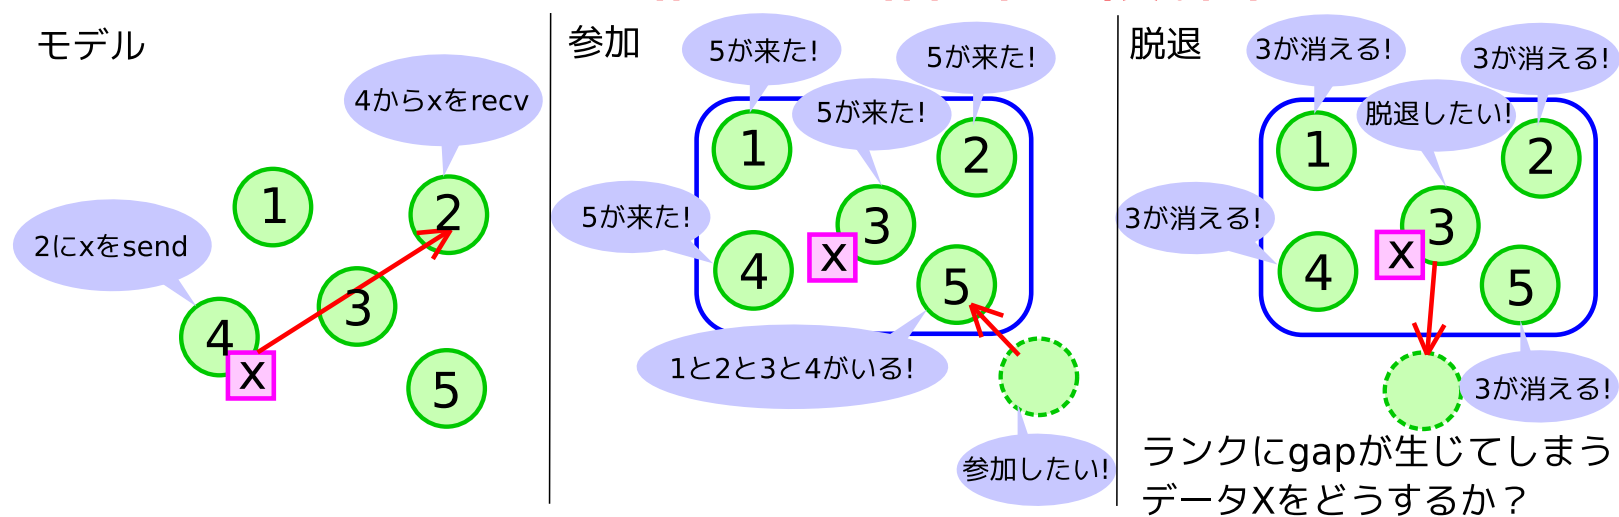 モデル
4からxをrecv
2にxをsend
1
2
3
4
x
5
参加
5が来た!
5が来た!
5が来た!
5が来た!
1
2
3
x
4
5
1と2と3と4がいる!
参加したい!
脱退
3が消える!
3が消える!
脱退したい!
3が消える!
1
2
3
x
4
5
3が消える!
ランクにgapが生じてしまう
データXをどうするか？